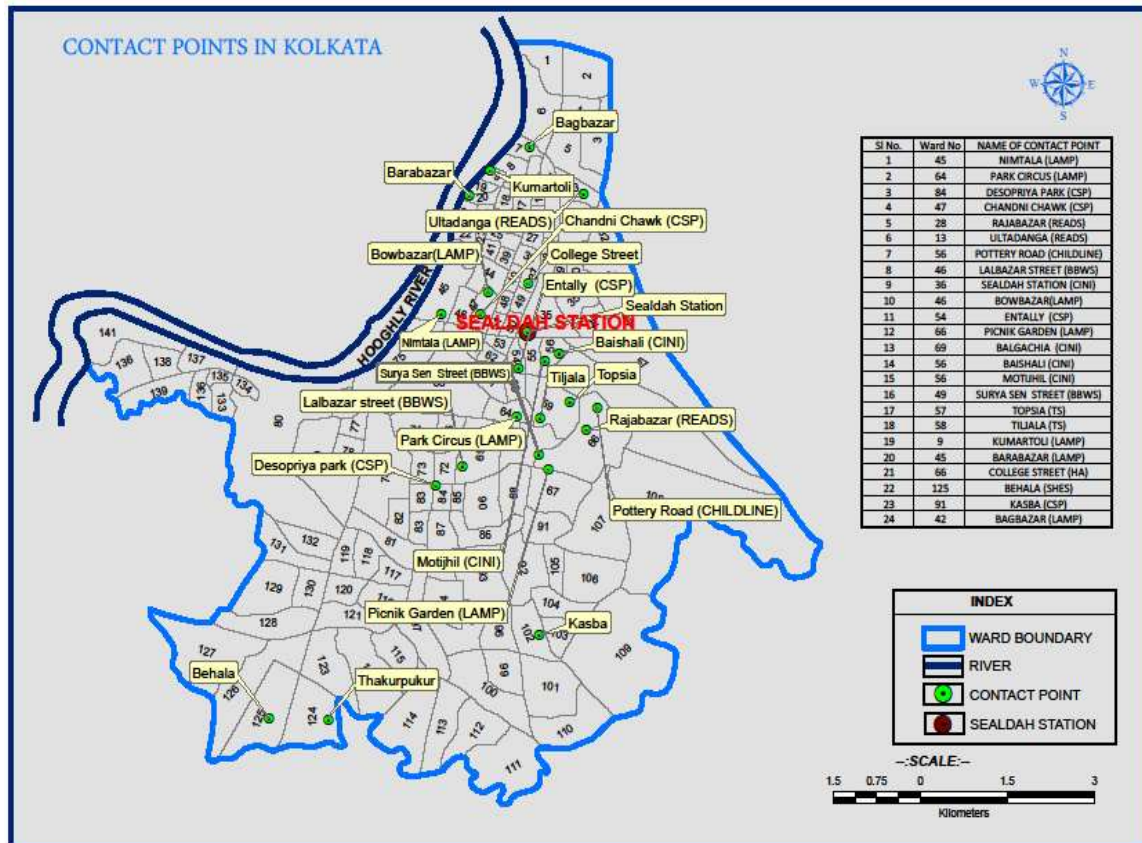 CONTACT POINTS IN KOLKATA
N
W E
S
1
2
6
3
Bagbazar
7
5
Barabazar
8
Kumartoli
19
20
18
17
Ultadanga (READS)
Chandni Chawk (CSP)
27
41
39
Bowbazar(LAMP)
College Street
44
Entally (CSP)
45
48
49
Sealdah Station
HOOGHLY RIVER
SEALDAH STATION
35
Nimtala (LAMP)
53
Baishali (CINI)
62
54
55
56
Surya Sen Street (BBWS)
Tiljala
Topsia
141
136
138
137
139
136
135
134
133
80
77
Lalbazar street (BBWS)
64
59
Rajabazar (READS)
66
Park Circus (LAMP)
Desopriya park (CSP)
73
72
67
83
84
85
90
68
107
Pottery Road (CHILDLINE)
82
83
87
86
91
131
132
119
118
81
Motijhil (CINI)
105
106
117
129
130
120
Picnik Garden (LAMP)
104
128
121
Kasba
102
103
96
109
127
115
123
Behala
Thakurpukur
126
125
124
99
100
101
114
113
112
110
111
SI No. Ward No NAME OF CONTACT POINT
1 45 NIMTALA (LAMP)
2 64 PARK CIRCUS (LAMP)
3 84 DESOPRIYA PARK (CSP)
4 47 CHANDNI CHAWK (CSP)
5 28 RAJABAZAR (READS)
6 13 ULTADANGA (READS)
7 56 POTTERY ROAD (CHILDLINE)
8 46 LALBAZAR STREET (BBWS)
9 36 SEALDAH STATION (CINI)
10 46 BOWBAZAR(LAMP)
11 54 ENTALLY (CSP)
12 66 PICNIK GARDEN (LAMP)
13 69 BALGACHIA (CINI)
14 56 BAISHALI (CINI)
15 56 MOTIJHIL (CINI)
16 49 SURYA SEN STREET (BBWS)
17 57 TOPSIA (TS)
18 58 TILJALA (TS)
19 9 KUMARTOLI (LAMP)
20 45 BARABAZAR (LAMP)
21 66 COLLEGE STREET (HA)
22 125 BEHALA (SHES)
23 91 KASBA (CSP)
24 42 BAGBAZAR (LAMP)
INDEX
WARD BOUNDARY
RIVER
CONTACT POINT
SEALDAH STATION
--:SCALE:--
1.5 0.75 0 1.5 3
Kilometers